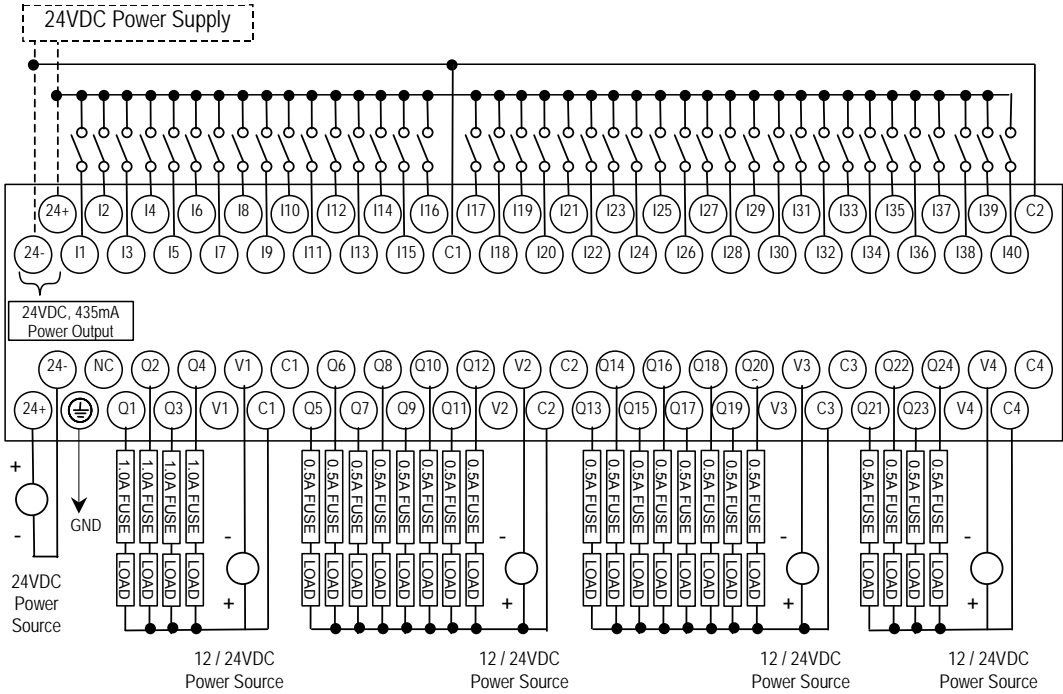 24VDC Power Supply
24+ I2 I4 I6 I8 I10 I12 I14 I16 I17 I19 I21 I23 I25 I27 I29 I31 I33 I35 I37 I39 C2
24- I1 I3 I5 I7 I9 I11 I13 I15 C1 I18 I20 I22 I24 I26 I28 I30 I32 I34 I36 I38 I40
24VDC, 435mA
Power Output
24- NC Q2 Q4 V1 C1 Q6 Q8 Q10 Q12 V2 C2 Q14 Q16 Q18 Q20 V3 C3 Q22 Q24 V4 C4
24+ Q1 Q3 V1 C1 Q5 Q7 Q9 Q11 V2 C2 Q13 Q15 Q17 Q19 V3 C3 Q21 Q23 V4 C4
+
-
GND
24VDC
Power
Source
1.0A FUSE 1.0A FUSE 1.0A FUSE 1.0A FUSE
LOAD LOAD LOAD LOAD
-
+
12 / 24VDC
Power Source
0.5A FUSE 0.5A FUSE 0.5A FUSE 0.5A FUSE 0.5A FUSE 0.5A FUSE 0.5A FUSE 0.5A FUSE
LOAD LOAD LOAD LOAD LOAD LOAD LOAD LOAD
-
+
12 / 24VDC
Power Source
0.5A FUSE 0.5A FUSE 0.5A FUSE 0.5A FUSE 0.5A FUSE 0.5A FUSE 0.5A FUSE 0.5A FUSE
LOAD LOAD LOAD LOAD LOAD LOAD LOAD LOAD
-
+
12 / 24VDC
Power Source
0.5A FUSE 0.5A FUSE 0.5A FUSE 0.5A FUSE
LOAD LOAD LOAD LOAD
-
+
12 / 24VDC
Power Source